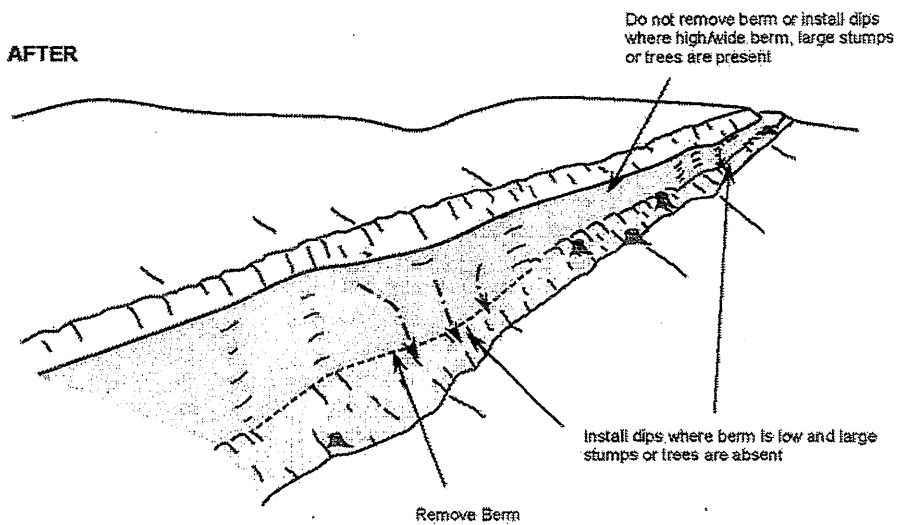 AFTER
Do not remove berm or install dips
where high/wide berm, large stumps
or trees are present
Install dips where berm is low and large
stumps or trees are absent
Remove Berm